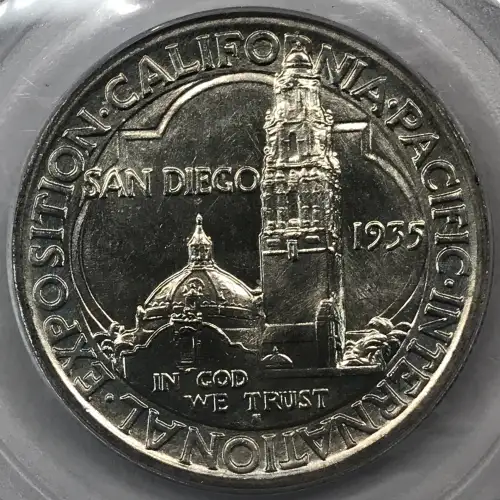 CALIFORNIA · PACIFIC · INTERNATIONAL · EXPOSITION ·
SAN DIEGO
1935
IN GOD
WE TRUST